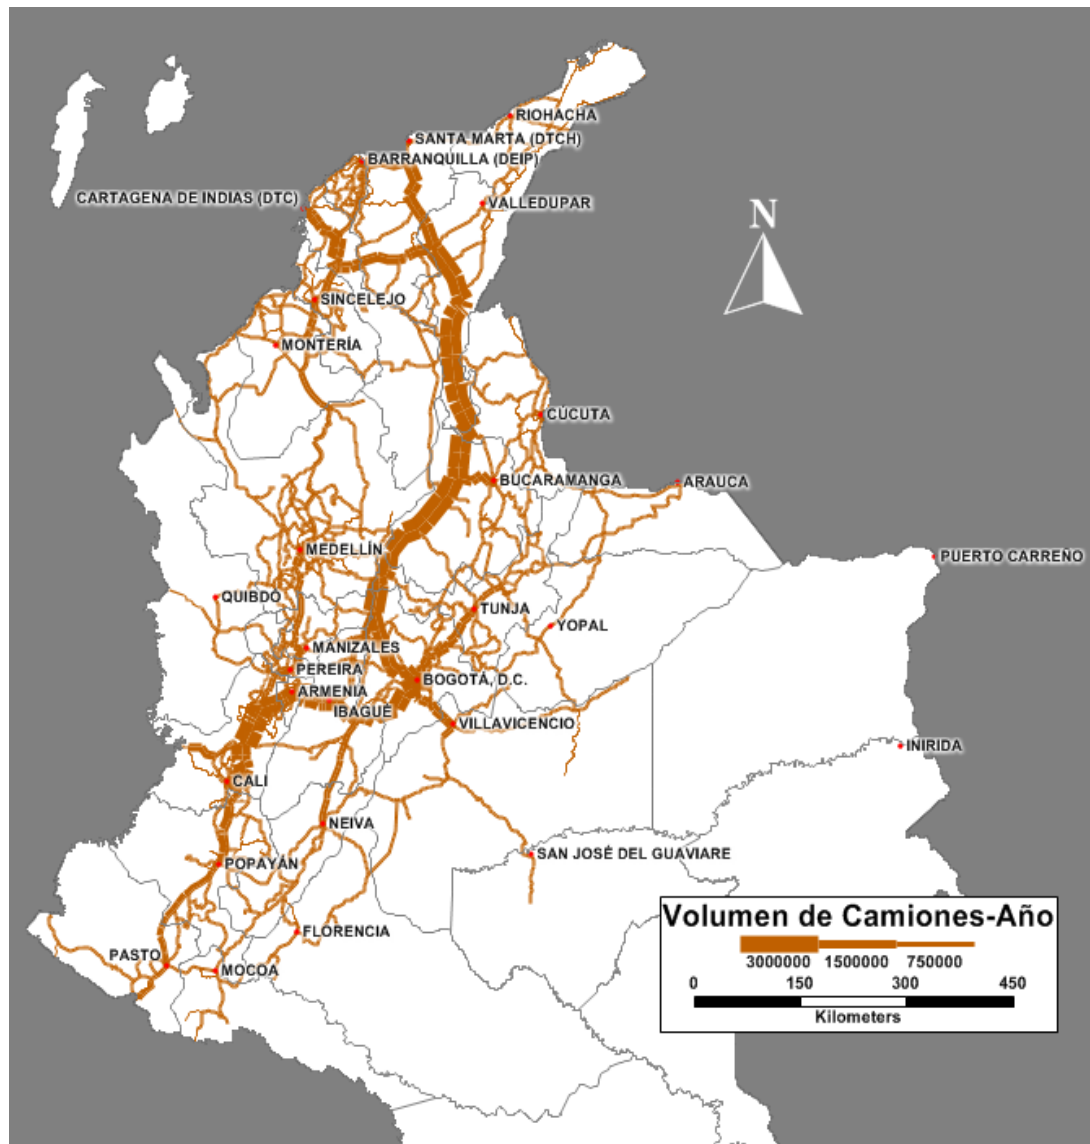 RIOHACHA
SANTA MARTA (DTCH)
BARRANQUILLA (DEIP)
CARTAGENA DE INDIAS (DTC)
VALLEDUPAR
N
SINCELEJO
MONTERÍA
CÚCUTA
BUCARAMANGA
ARAUCA
MEDELLÍN
PUERTO CARREÑO
QUIBDO
TUNJA
YOPAL
MANIZALES
PEREIRA
BOGOTÁ, D.C.
ARMENIA
IBAGUÉ
VILLAVICENCIO
INIRIDA
CALI
NEIVA
SAN JOSÉ DEL GUAVIARE
POPAYÁN
FLORENCIA
PASTO
MOCOA
Volumen de Camiones-Año
3000000 1500000 750000
0 150 300 450
Kilometers